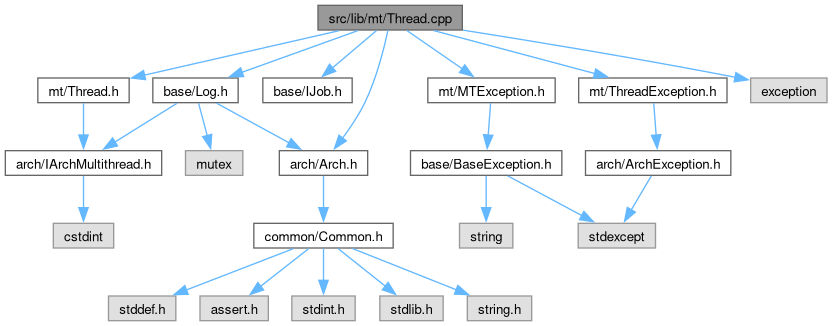 src/lib/mt/Thread.cpp
mt/Thread.h
base/Log.h
base/IJob.h
mt/MTException.h
mt/ThreadException.h
exception
arch/IArchMultithread.h
mutex
arch/Arch.h
base/BaseException.h
arch/ArchException.h
cstdint
common/Common.h
string
stdexcept
stddef.h
assert.h
stdint.h
stdlib.h
string.h